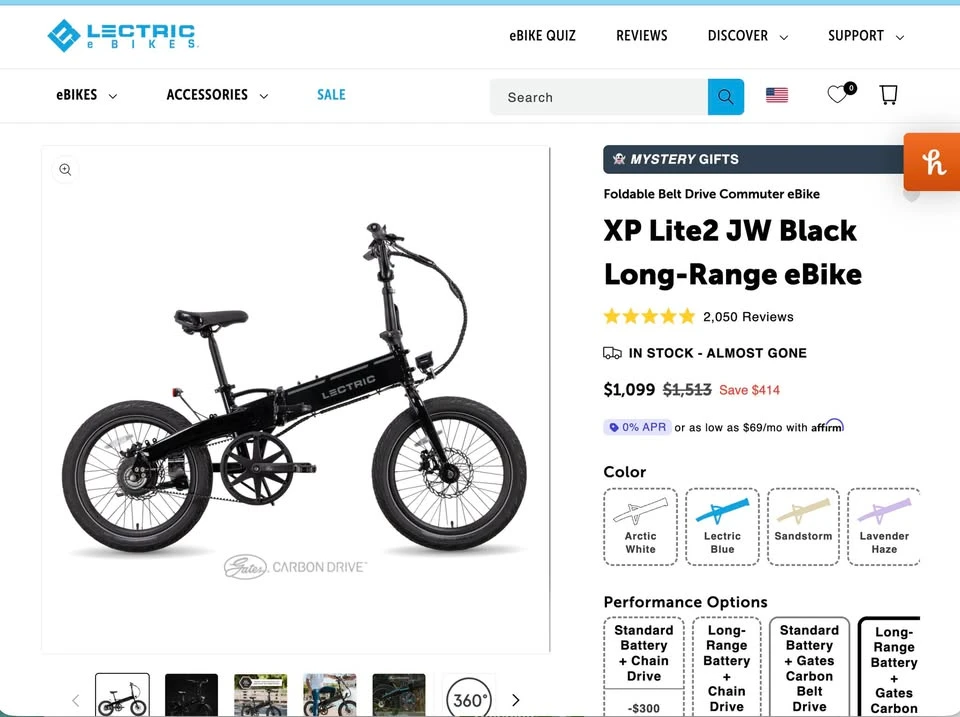 LECTRIC
eBIKES
eBIKE QUIZ
REVIEWS
DISCOVER
SUPPORT
eBIKES
ACCESSORIES
SALE
Search
0
MYSTERY GIFTS
Foldable Belt Drive Commuter eBike
XP Lite2 JW Black
Long-Range eBike
2,050 Reviews
IN STOCK - ALMOST GONE
$1,099 $1,513 Save $414
0% APR or as low as $69/mo with affirm
LECTRIC
Gates. CARBON DRIVE™
Color
Arctic
White
Lectric
Blue
Sandstorm
Lavender
Haze
Performance Options
Standard
Battery
+ Chain
Drive
-$300
Long-
Range
Battery
+
Chain
Drive
Standard
Battery
+ Gates
Carbon
Belt
Drive
Long-
Range
Battery
+
Gates
Carbon
360°